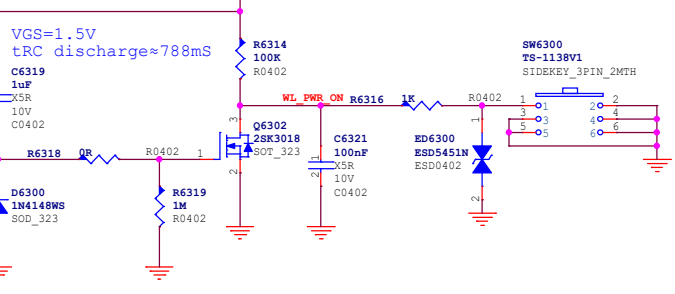 VGS=1.5V
tRC discharge≈788mS
C6319
1uF
X5R
10V
C0402
R6318
0R
R0402
D6300
1N4148WS
SOD_323
R6314
100K
R0402
3
Q6302
2SK3018
SOT_323
1
2
R6319
1M
R0402
WL_PWR_ON
R6316
1K
R0402
1
2
C6321
100nF
X5R
10V
C0402
1
2
ED6300
ESD5451N
ESD0402
SW6300
TS-1138V1
SIDEKEY_3PIN_2MTH
1 1 2 2
3 3 4 4
5 5 6 6